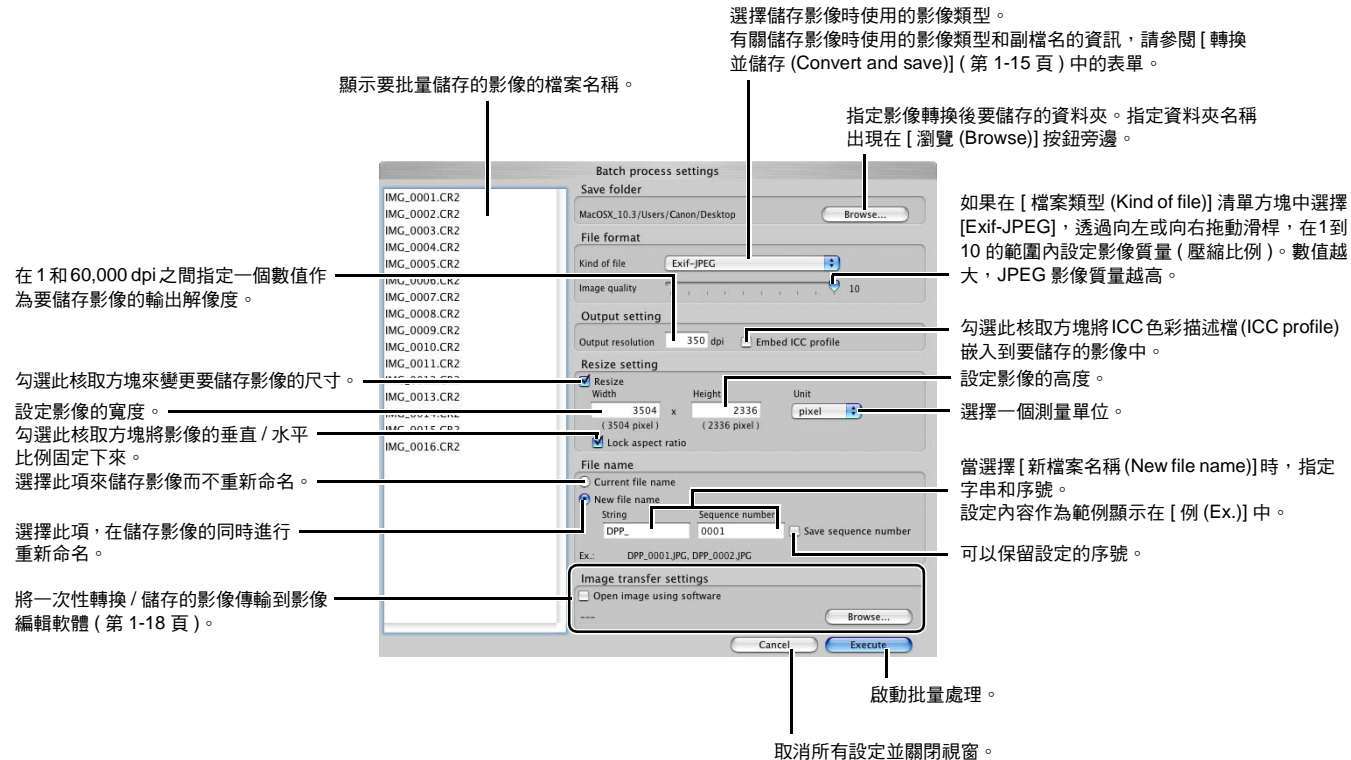 選擇儲存影像時使用的影像類型。
有關儲存影像時使用的影像類型和副檔名的資訊，請參閱 [ 轉換
並儲存 (Convert and save)] ( 第 1-15 頁 ) 中的表單。
顯示要批量儲存的影像的檔案名稱。
指定影像轉換後要儲存的資料夾。指定資料夾名稱
出現在 [ 瀏覽 (Browse)] 按鈕旁邊。
如果在 [ 檔案類型 (Kind of file)] 清單方塊中選擇
[Exif-JPEG]，透過向左或向右拖動滑桿，在1到
10 的範圍內設定影像質量 ( 壓縮比例 )。數值越
大，JPEG 影像質量越高。
在 1 和60,000 dpi 之間指定一個數值作
為要儲存影像的輸出解像度。
勾選此核取方塊將ICC色彩描述檔(ICC profile)
嵌入到要儲存的影像中。
勾選此核取方塊來變更要儲存影像的尺寸。
設定影像的高度。
設定影像的寬度。
選擇一個測量單位。
勾選此核取方塊將影像的垂直 / 水平
比例固定下來。
選擇此項來儲存影像而不重新命名。
當選擇 [ 新檔案名稱 (New file name)] 時，指定
字串和序號。
設定內容作為範例顯示在 [ 例 (Ex.)] 中。
選擇此項，在儲存影像的同時進行
重新命名。
可以保留設定的序號。
將一次性轉換 / 儲存的影像傳輸到影像
編輯軟體 ( 第 1-18 頁 )。
啟動批量處理。
取消所有設定並關閉視窗。
Batch process settings
IMG_0001.CR2
IMG_0002.CR2
IMG_0003.CR2
IMG_0004.CR2
IMG_0005.CR2
IMG_0006.CR2
IMG_0007.CR2
IMG_0008.CR2
IMG_0009.CR2
IMG_0010.CR2
IMG_0011.CR2
IMG_0013.CR2
IMG_0016.CR2
Save folder
MacOSX_10.3/Users/Canon/Desktop
Browse...
File format
Kind of file
Exif-JPEG
Image quality
10
Output setting
Output resolution 350 dpi Embed ICC profile
Resize setting
Resize
Width Height Unit
3504 x 2336 pixel
(3504 pixel) (2336 pixel)
Lock aspect ratio
File name
Current file name
New file name
String Sequence number
DPP_ 0001 Save sequence number
Ex.: DPP_0001.JPG, DPP_0002.JPG
Image transfer settings
Open image using software
---
Browse...
Cancel Execute